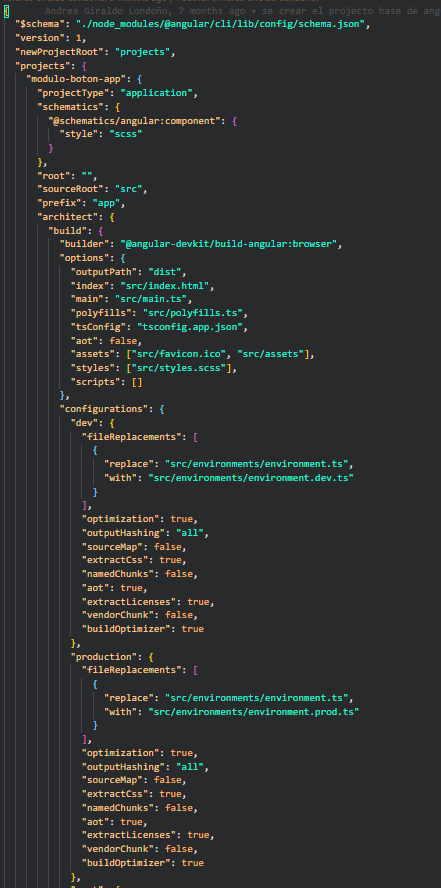 {
Andres Giraldo Londoño, 7 months ago • se crear el projecto base de ang
"$schema": "./node_modules/@angular/cli/lib/config/schema.json",
"version": 1,
"newProjectRoot": "projects",
"projects": {
"modulo-boton-app": {
"projectType": "application",
"schematics": {
"@schematics/angular:component": {
"style": "scss"
}
},
"root": "",
"sourceRoot": "src",
"prefix": "app",
"architect": {
"build": {
"builder": "@angular-devkit/build-angular:browser",
"options": {
"outputPath": "dist",
"index": "src/index.html",
"main": "src/main.ts",
"polyfills": "src/polyfills.ts",
"tsConfig": "tsconfig.app.json",
"aot": false,
"assets": ["src/favicon.ico", "src/assets"],
"styles": ["src/styles.scss"],
"scripts": []
},
"configurations": {
"dev": {
"fileReplacements": [
{
"replace": "src/environments/environment.ts",
"with": "src/environments/environment.dev.ts"
}
],
"optimization": true,
"outputHashing": "all",
"sourceMap": false,
"extractCss": true,
"namedChunks": false,
"aot": true,
"extractLicenses": true,
"vendorChunk": false,
"buildOptimizer": true
},
"production": {
"fileReplacements": [
{
"replace": "src/environments/environment.ts",
"with": "src/environments/environment.prod.ts"
}
],
"optimization": true,
"outputHashing": "all",
"sourceMap": false,
"extractCss": true,
"namedChunks": false,
"aot": true,
"extractLicenses": true,
"vendorChunk": false,
"buildOptimizer": true
},